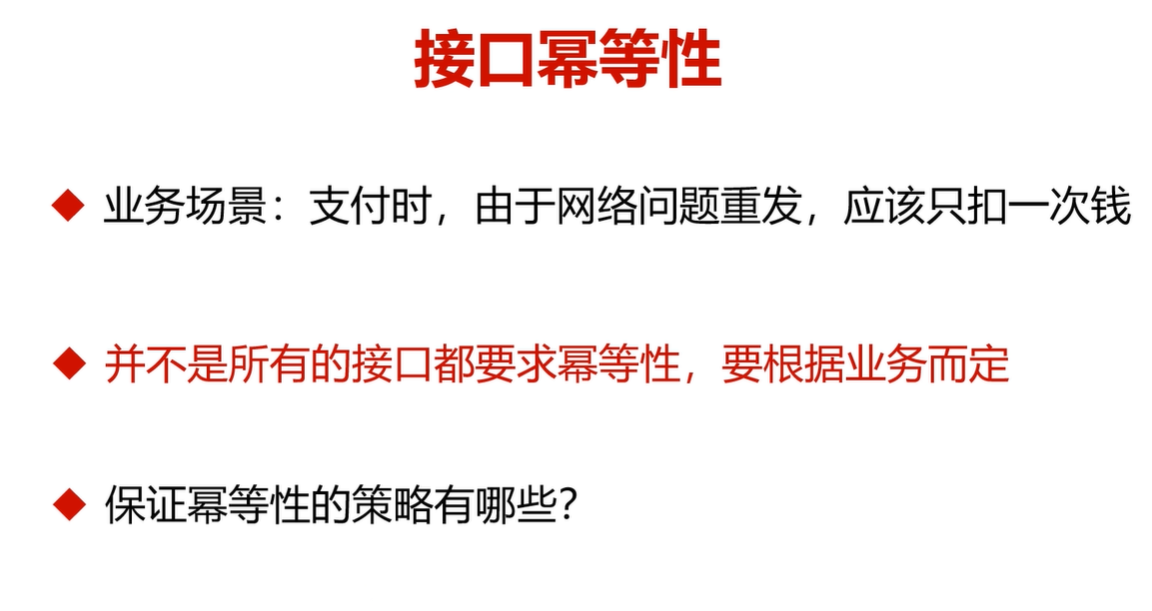 接口幂等性
业务场景：支付时，由于网络问题重发，应该只扣一次钱
并不是所有的接口都要求幂等性，要根据业务而定
保证幂等性的策略有哪些？